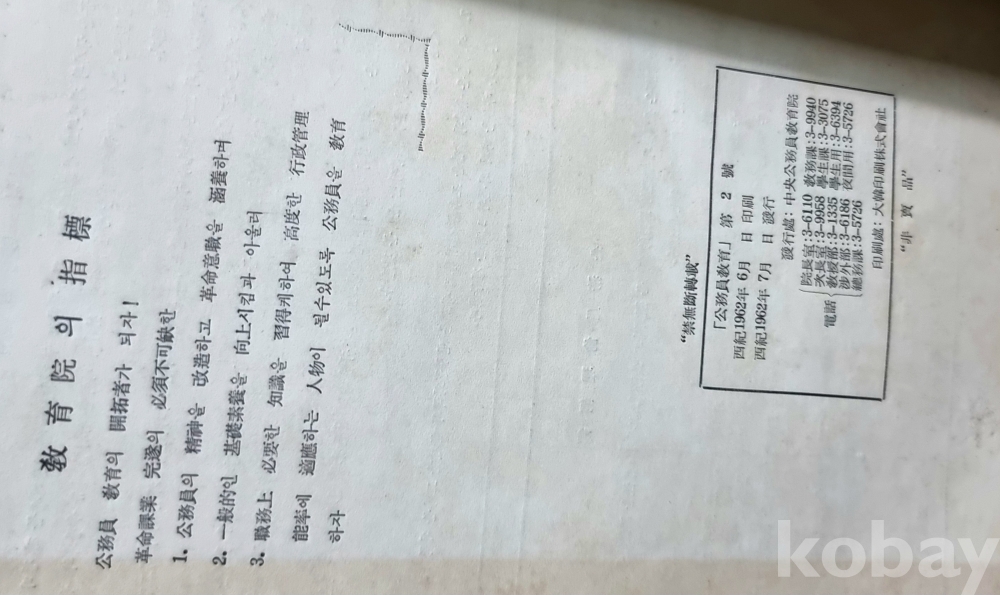 教育院의 指標
公務員 教育의 開拓者가 되자!
革命課業 完遂의 必須不可缺한
1. 公務員의 精神을 改造하고 革命意識을 涵養하며
2. 一般的인 基礎素養을 向上시킴과 아울러
3. 職務上 必要한 知識을 習得케하여 高度한 行政管理
能率에 適應하는 人物이 될수있도록 公務員을 教育
하자
“禁無斷轉載”
「公務員教育」 第 2 號
西紀1962年 6月 日 印刷
西紀1962年 7月 日 發行
發行處: 中央公務員教育院
電話
院長室:3—6110 教務課:3—9940
次長室:3—9958 學生課:3—3075
教授部:3—1335 學生用:3—6394
涉外部:3—6186 夜間用:3—5726
總務課:3—5726
印刷處: 大韓印刷株式會社
“非 賣 品”
kobay